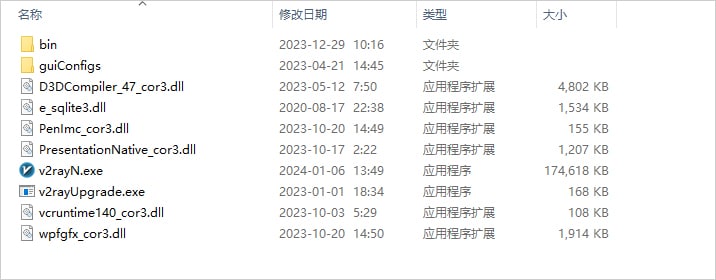 名称 修改日期 类型 大小
bin 2023-12-29 10:16 文件夹
guiConfigs 2023-04-21 14:45 文件夹
D3DCompiler_47_cor3.dll 2023-05-12 7:50 应用程序扩展 4,802 KB
e_sqlite3.dll 2020-08-17 22:38 应用程序扩展 1,534 KB
PenImc_cor3.dll 2023-10-20 14:49 应用程序扩展 155 KB
PresentationNative_cor3.dll 2023-10-17 2:22 应用程序扩展 1,207 KB
v2rayN.exe 2024-01-06 13:49 应用程序 174,618 KB
v2rayUpgrade.exe 2023-01-01 18:34 应用程序 168 KB
vcruntime140_cor3.dll 2023-10-03 5:29 应用程序扩展 108 KB
wpfgfx_cor3.dll 2023-10-20 14:50 应用程序扩展 1,914 KB